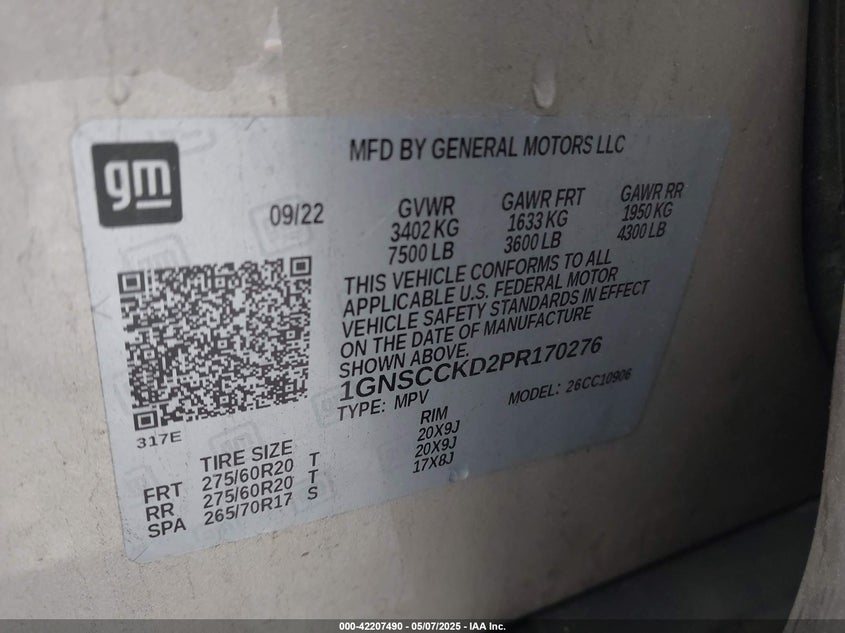 gm
MFD BY GENERAL MOTORS LLC
09/22
GVWR GAWR FRT GAWR RR
3402 KG 1633 KG 1950 KG
7500 LB 3600 LB 4300 LB
THIS VEHICLE CONFORMS TO ALL
APPLICABLE U.S. FEDERAL MOTOR
VEHICLE SAFETY STANDARDS IN EFFECT
ON THE DATE OF MANUFACTURE
SHOWN ABOVE.
1GNSCCKD2PR170276
TYPE: MPV MODEL: 26CC10906
317E
TIRE SIZE RIM
FRT 275/60R20 T 20X9J
RR 275/60R20 T 20X9J
SPA 265/70R17 S 17X8J
000-42207490 - 05/07/2025 - IAA Inc.